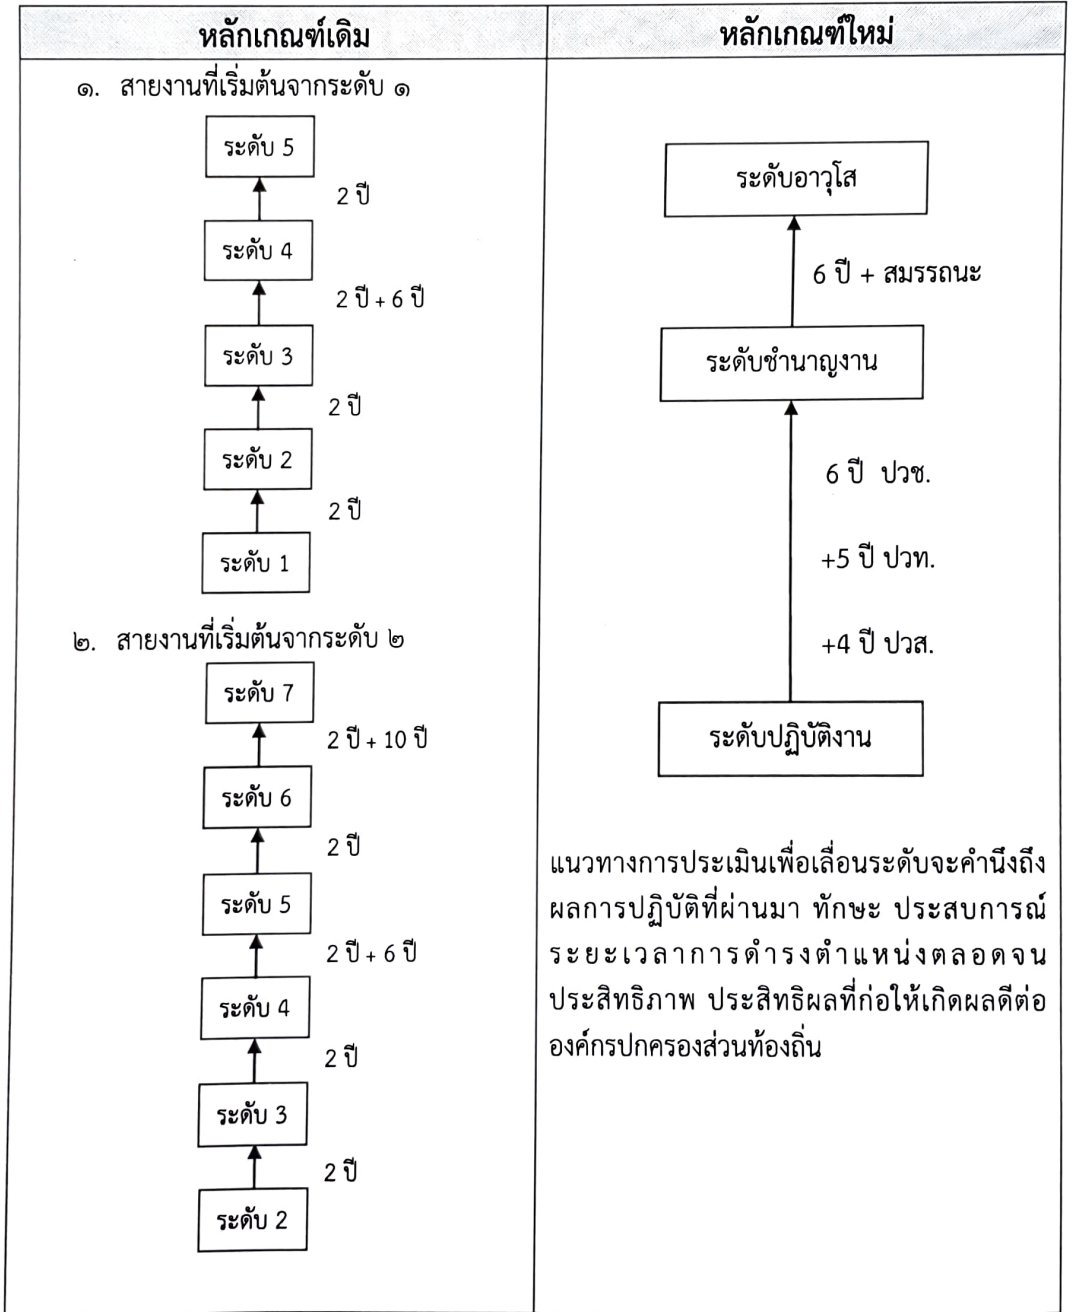 หลักเกณฑ์เดิม
๑. สายงานที่เริ่มต้นจากระดับ ๑
ระดับ 5
2 ปี
ระดับ 4
2 ปี + 6 ปี
ระดับ 3
2 ปี
ระดับ 2
2 ปี
ระดับ 1
๒. สายงานที่เริ่มต้นจากระดับ ๒
ระดับ 7
2 ปี + 10 ปี
ระดับ 6
2 ปี
ระดับ 5
2 ปี + 6 ปี
ระดับ 4
2 ปี
ระดับ 3
2 ปี
ระดับ 2
หลักเกณฑ์ใหม่
ระดับอาวุโส
6 ปี + สมรรถนะ
ระดับชำนาญงาน
6 ปี ปวช.
+5 ปี ปวท.
+4 ปี ปวส.
ระดับปฏิบัติงาน
แนวทางการประเมินเพื่อเลื่อนระดับจะคำนึงถึง
ผลการปฏิบัติที่ผ่านมา ทักษะ ประสบการณ์
ระยะเวลาการดำรงตำแหน่งตลอดจน
ประสิทธิภาพ ประสิทธิผลที่ก่อให้เกิดผลดีต่อ
องค์กรปกครองส่วนท้องถิ่น